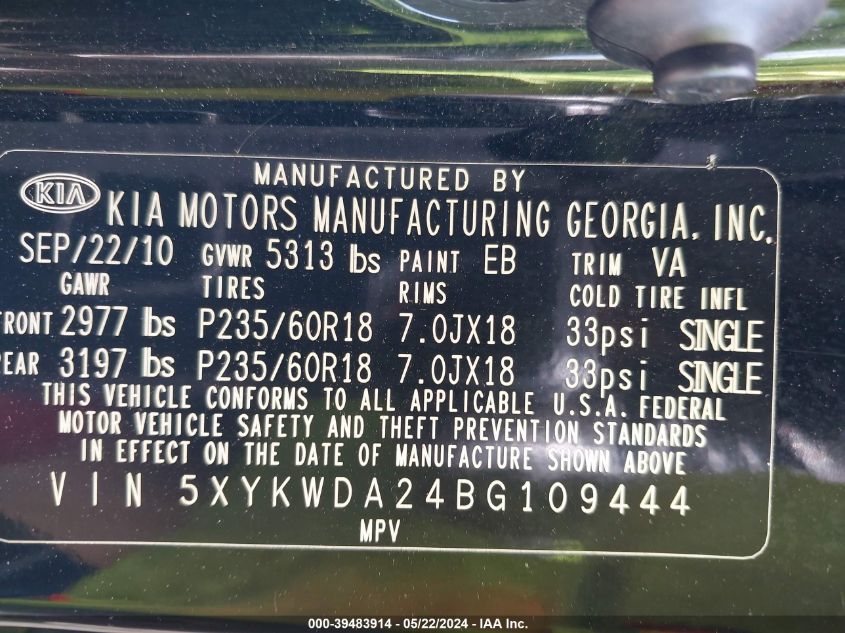 MANUFACTURED BY
KIA KIA MOTORS MANUFACTURING GEORGIA, INC.
SEP/22/10 GVWR 5313 lbs PAINT EB TRIM VA
GAWR TIRES RIMS COLD TIRE INFL
FRONT 2977 lbs P235/60R18 7.0JX18 33psi SINGLE
REAR 3197 lbs P235/60R18 7.0JX18 33psi SINGLE
THIS VEHICLE CONFORMS TO ALL APPLICABLE U.S.A. FEDERAL
MOTOR VEHICLE SAFETY AND THEFT PREVENTION STANDARDS
IN EFFECT ON THE DATE OF MANUFACTURE SHOWN ABOVE
VIN 5XYKWDA24BG109444
MPV
000-39483914 - 05/22/2024 - IAA Inc.